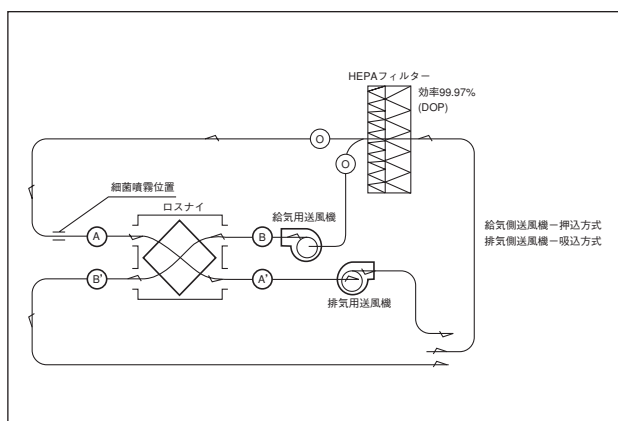 HEPAフィルター
効率99.97%
(DOP)
O
O
細菌噴霧位置
ロスナイ
給気用送風機
給気側送風機－押込方式
排気側送風機－吸込方式
A
B
B'
A'
排気用送風機